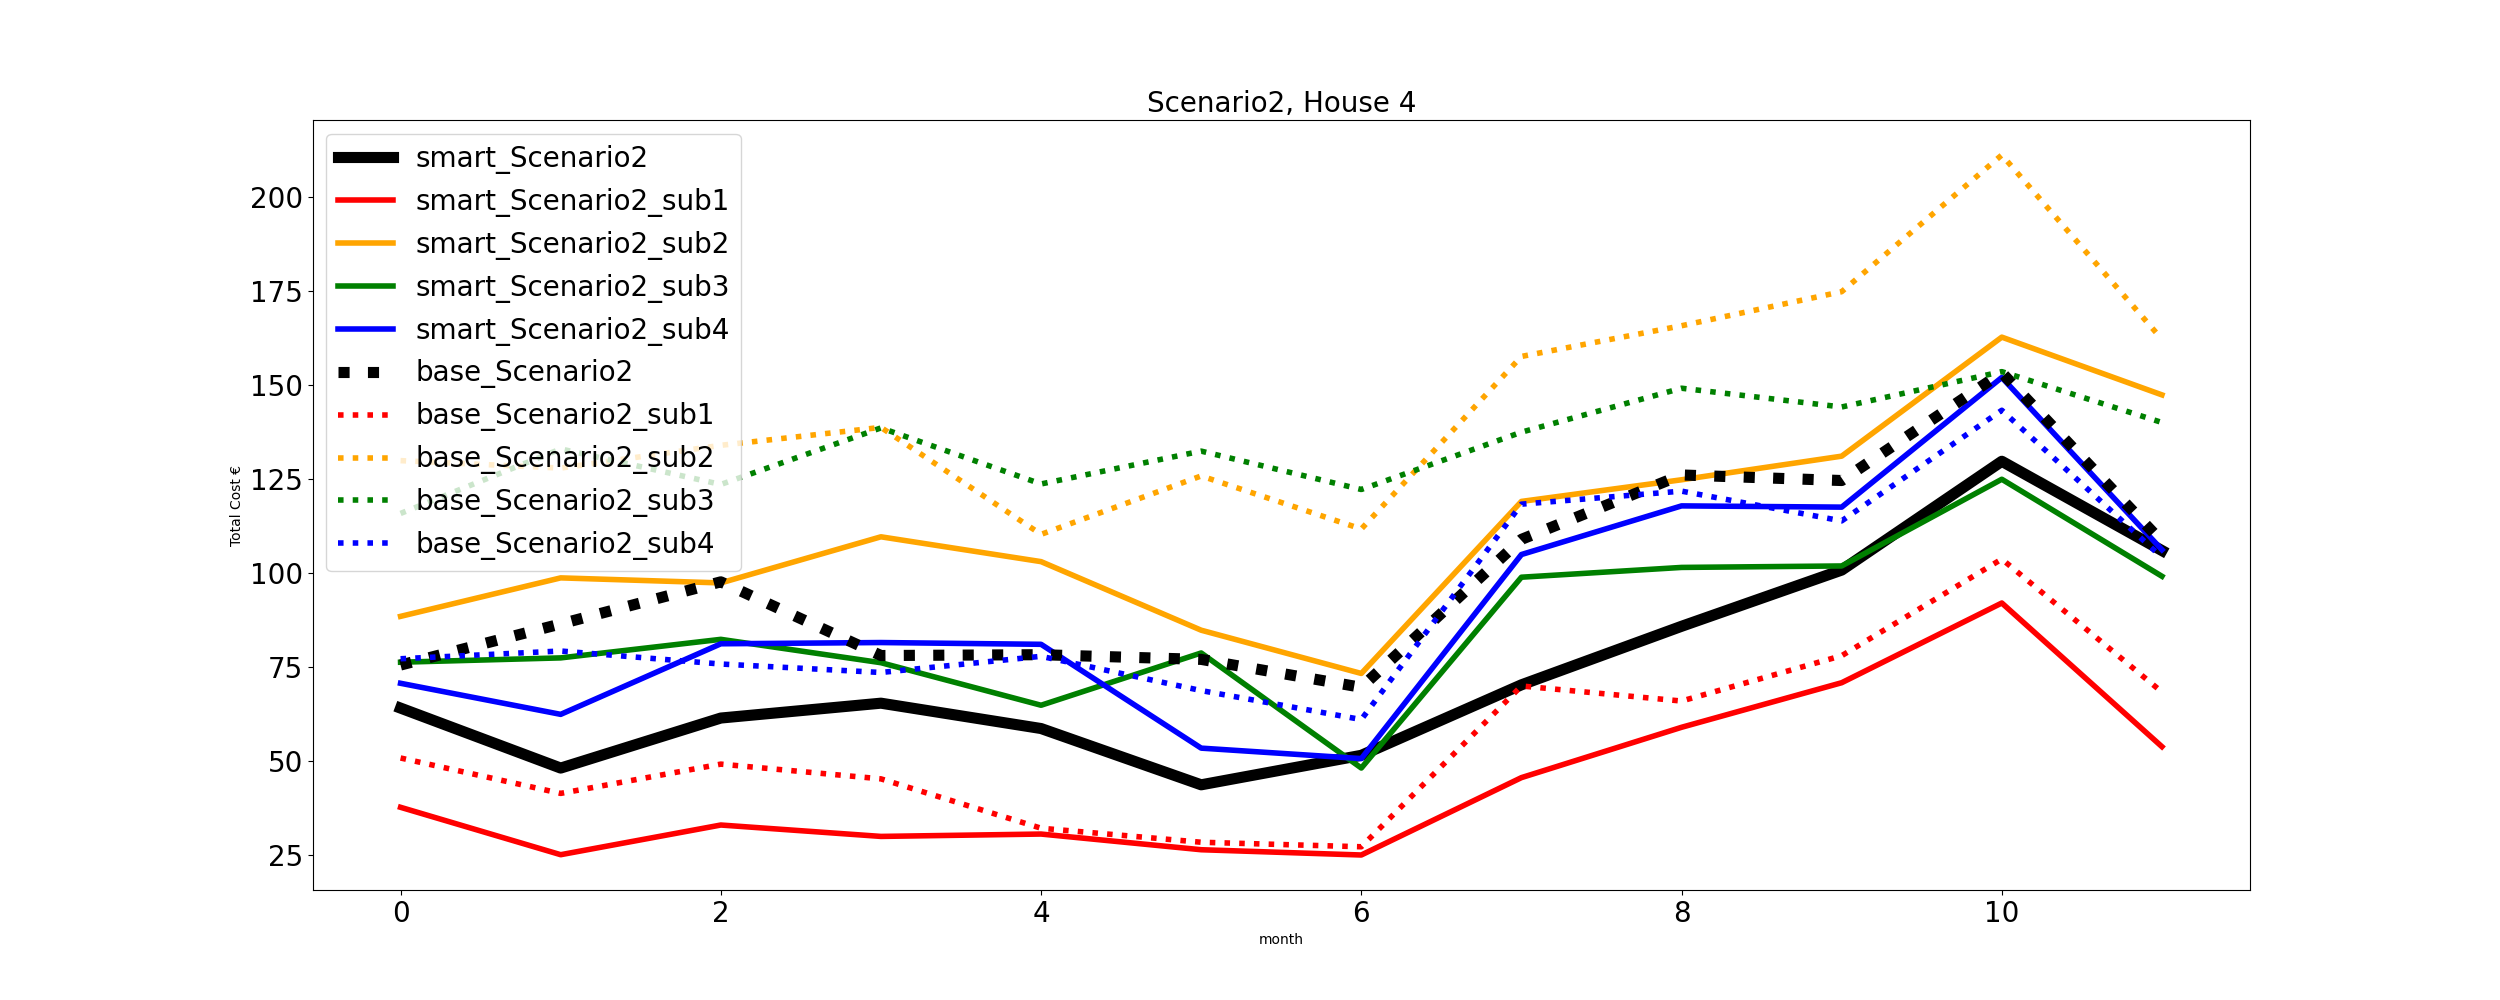 Scenario2, House 4
smart_Scenario2
smart_Scenario2_sub1
smart_Scenario2_sub2
smart_Scenario2_sub3
smart_Scenario2_sub4
base_Scenario2
base_Scenario2_sub1
base_Scenario2_sub2
base_Scenario2_sub3
base_Scenario2_sub4
Total Cost €
200
175
150
125
100
75
50
25
0 2 4 6 8 10
month